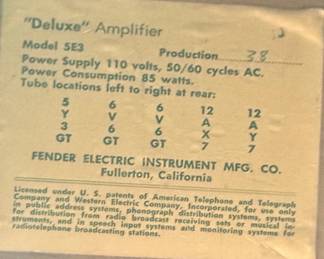 "Deluxe" Amplifier
Model 5E3 Production 38
Power Supply 110 volts, 50/60 cycles AC.
Power Consumption 85 watts.
Tube locations left to right at rear:
5 6 6 12 12
Y V V A A
3 6 6 X Y
GT GT GT 7 7
FENDER ELECTRIC INSTRUMENT MFG. CO.
Fullerton, California
Licensed under U. S. patents of American Telephone and Telegraph
Company and Western Electric Company, Incorporated, for use only
in public address systems, phonograph distribution systems, systems
for distribution from radio broadcast receiving sets or musical in-
struments, and in speech input systems and monitoring systems for
radiotelephone broadcasting stations.